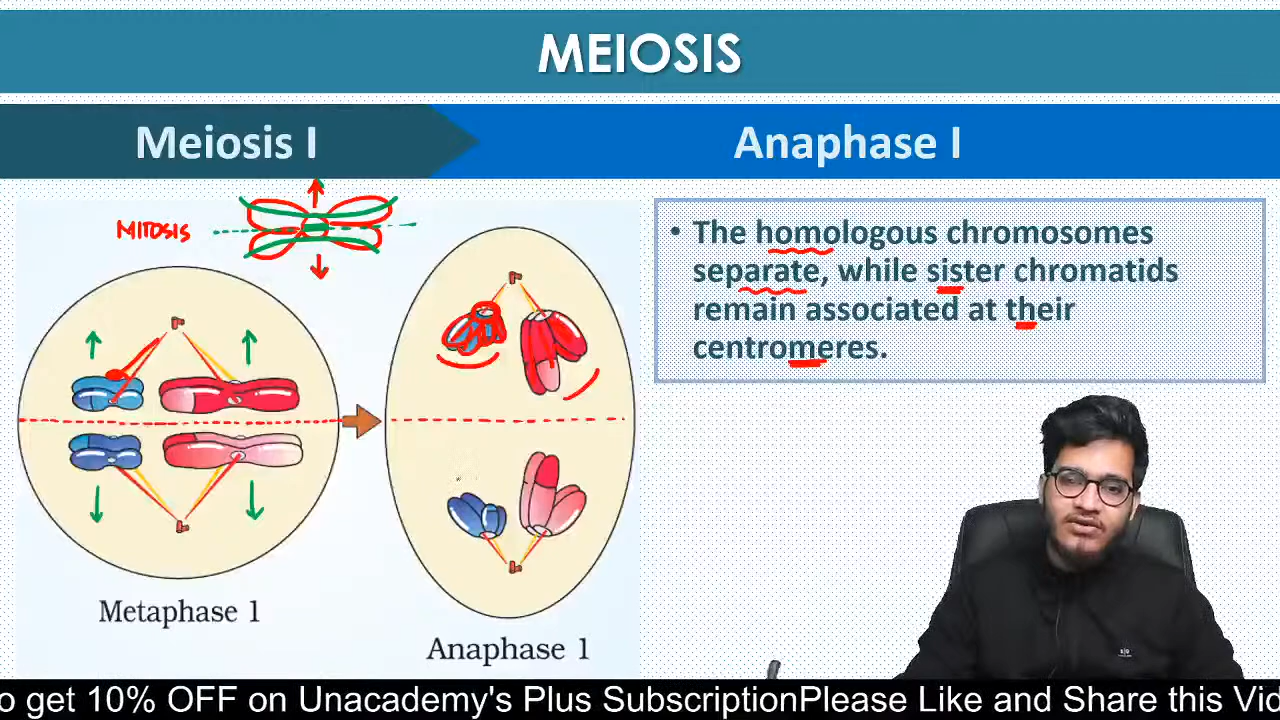 MEIOSIS
Meiosis I
Anaphase I
MITOSIS
• The homologous chromosomes
separate, while sister chromatids
remain associated at their
centromeres.
Metaphase 1
Anaphase 1
o get 10% OFF on Unacademy's Plus SubscriptionPlease Like and Share this Vid